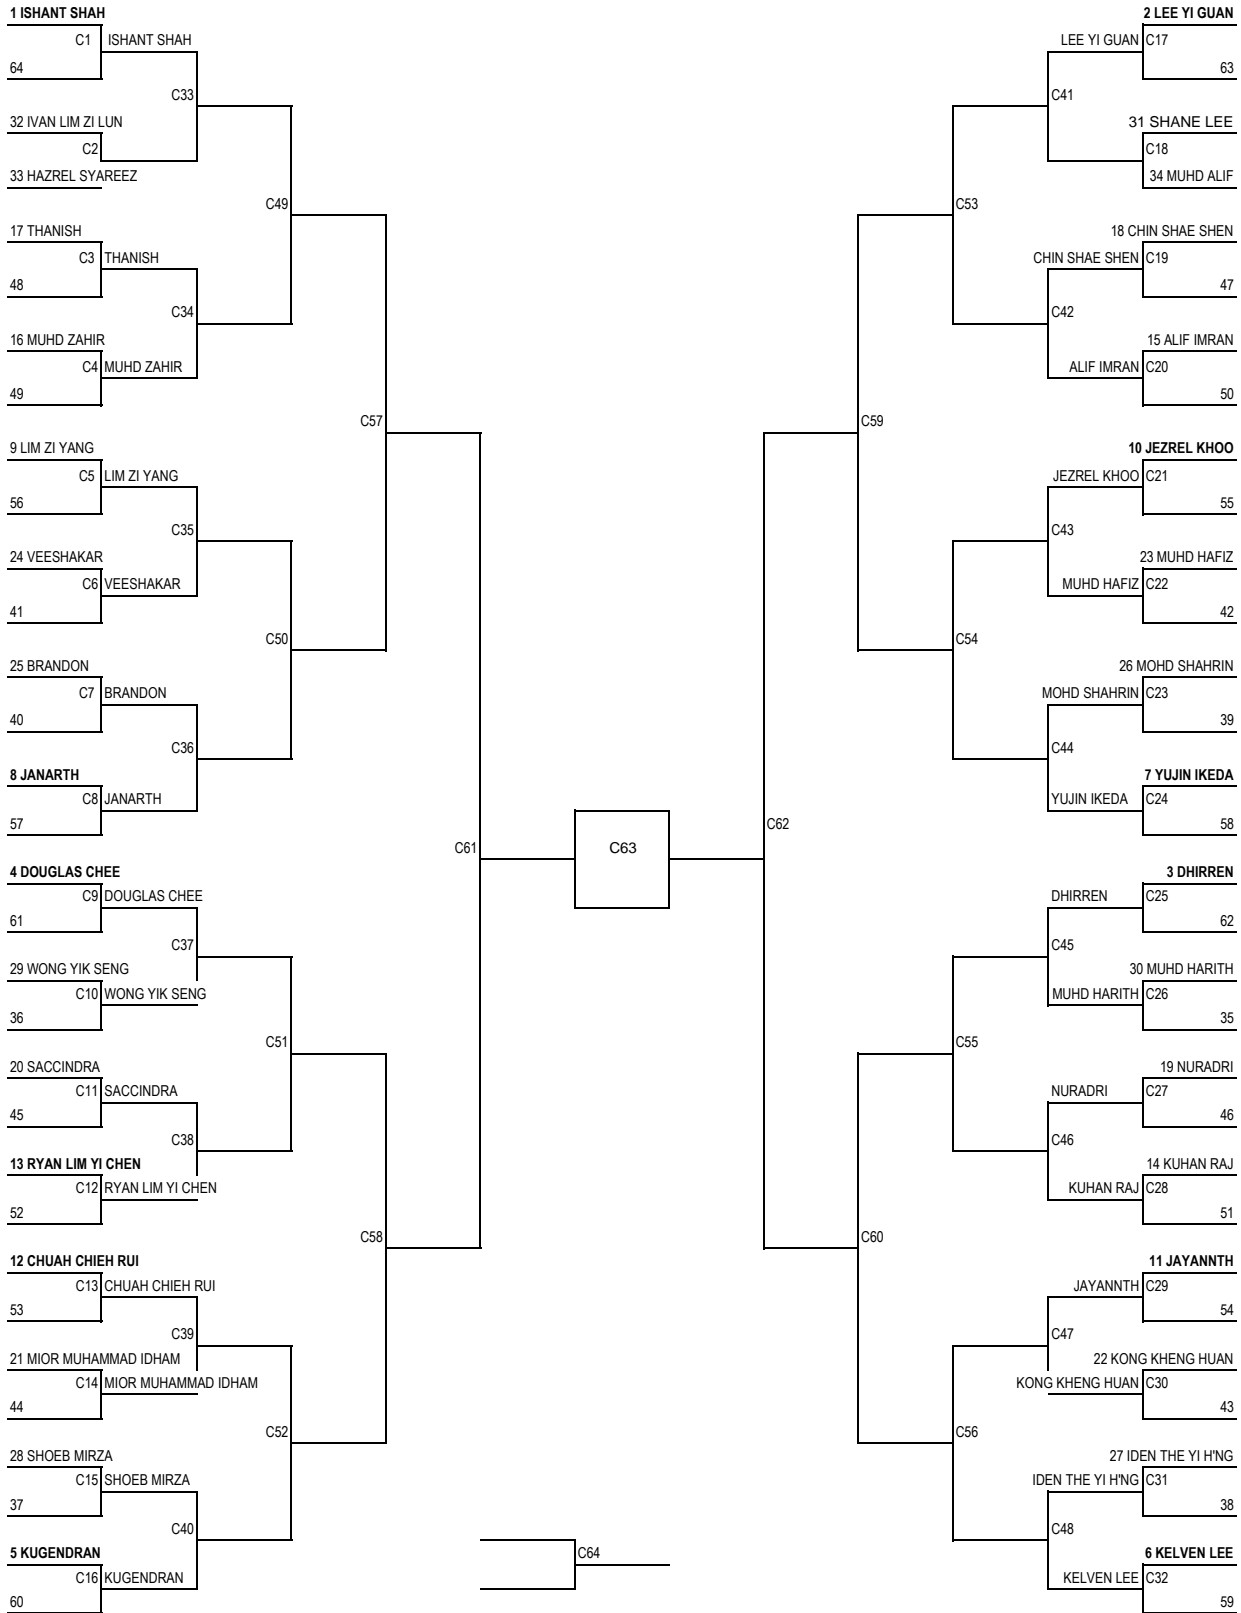 1 ISHANT SHAH
C1 ISHANT SHAH
64
C33
32 IVAN LIM ZI LUN
C2
33 HAZREL SYAREEZ
C49
17 THANISH
C3 THANISH
48
C34
16 MUHD ZAHIR
C4 MUHD ZAHIR
49
C57
9 LIM ZI YANG
C5 LIM ZI YANG
56
C35
24 VEESHAKAR
C6 VEESHAKAR
41
C50
25 BRANDON
C7 BRANDON
40
C36
8 JANARTH
C8 JANARTH
57
C61
4 DOUGLAS CHEE
C9 DOUGLAS CHEE
61
C37
29 WONG YIK SENG
C10 WONG YIK SENG
36
C51
20 SACCINDRA
C11 SACCINDRA
45
C38
13 RYAN LIM YI CHEN
C12 RYAN LIM YI CHEN
52
C58
12 CHUAH CHIEH RUI
C13 CHUAH CHIEH RUI
53
C39
21 MIOR MUHAMMAD IDHAM
C14 MIOR MUHAMMAD IDHAM
44
C52
28 SHOEB MIRZA
C15 SHOEB MIRZA
37
C40
5 KUGENDRAN
C16 KUGENDRAN
60
C63
C64
2 LEE YI GUAN
LEE YI GUAN C17
63
C41
31 SHANE LEE
C18
34 MUHD ALIF
C53
18 CHIN SHAE SHEN
CHIN SHAE SHEN C19
47
C42
15 ALIF IMRAN
ALIF IMRAN C20
50
C59
10 JEZREL KHOO
JEZREL KHOO C21
55
C43
23 MUHD HAFIZ
MUHD HAFIZ C22
42
C54
26 MOHD SHAHRIN
MOHD SHAHRIN C23
39
C44
7 YUJIN IKEDA
YUJIN IKEDA C24
58
C62
3 DHIRREN
DHIRREN C25
62
C45
30 MUHD HARITH
MUHD HARITH C26
35
C55
19 NURADRI
NURADRI C27
46
C46
14 KUHAN RAJ
KUHAN RAJ C28
51
C60
11 JAYANNTH
JAYANNTH C29
54
C47
22 KONG KHENG HUAN
KONG KHENG HUAN C30
43
C56
27 IDEN THE YI H'NG
IDEN THE YI H'NG C31
38
C48
6 KELVEN LEE
KELVEN LEE C32
59